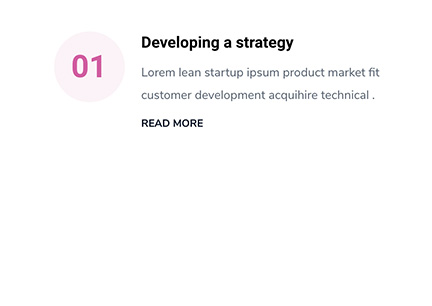 01
Developing a strategy
Lorem lean startup ipsum product market fit
customer development acquihire technical .
READ MORE